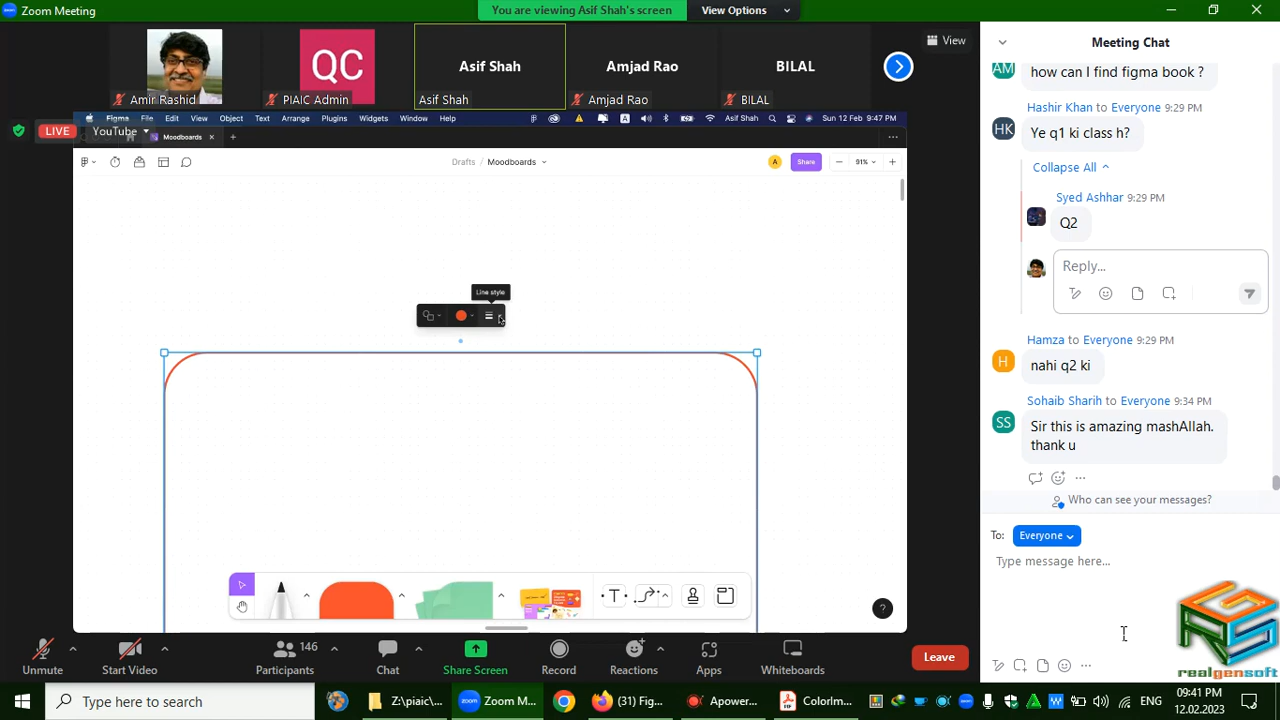 Zoom Meeting
You are viewing Asif Shah's screen
View Options
QC
Asif Shah
Amjad Rao
BILAL
View
Amir Rashid
PIAIC Admin
Asif Shah
Amjad Rao
BILAL
LIVE
YouTube
Figma File Edit View Object Text Arrange Plugins Widgets Window Help
A
Asif Shah
Sun 12 Feb 9:47 PM
Moodboards
Drafts / Moodboards
A
Share
91%
Line style
T
?
Meeting Chat
AM
how can I find figma book ?
Hashir Khan to Everyone 9:29 PM
HK
Ye q1 ki class h?
Collapse All
Syed Ashhar 9:29 PM
Q2
Reply...
Hamza to Everyone 9:29 PM
H
nahi q2 ki
Sohaib Sharih to Everyone 9:34 PM
SS
Sir this is amazing mashAllah.
thank u
Who can see your messages?
To: Everyone
Type message here...
realgensoft
Unmute
Start Video
146
Participants
Chat
Share Screen
Record
Reactions
Apps
Whiteboards
Leave
Type here to search
Z:\piaic\...
zoom
Zoom M...
(31) Fig...
Apower...
ColorIm...
ENG
09:41 PM
12.02.2023